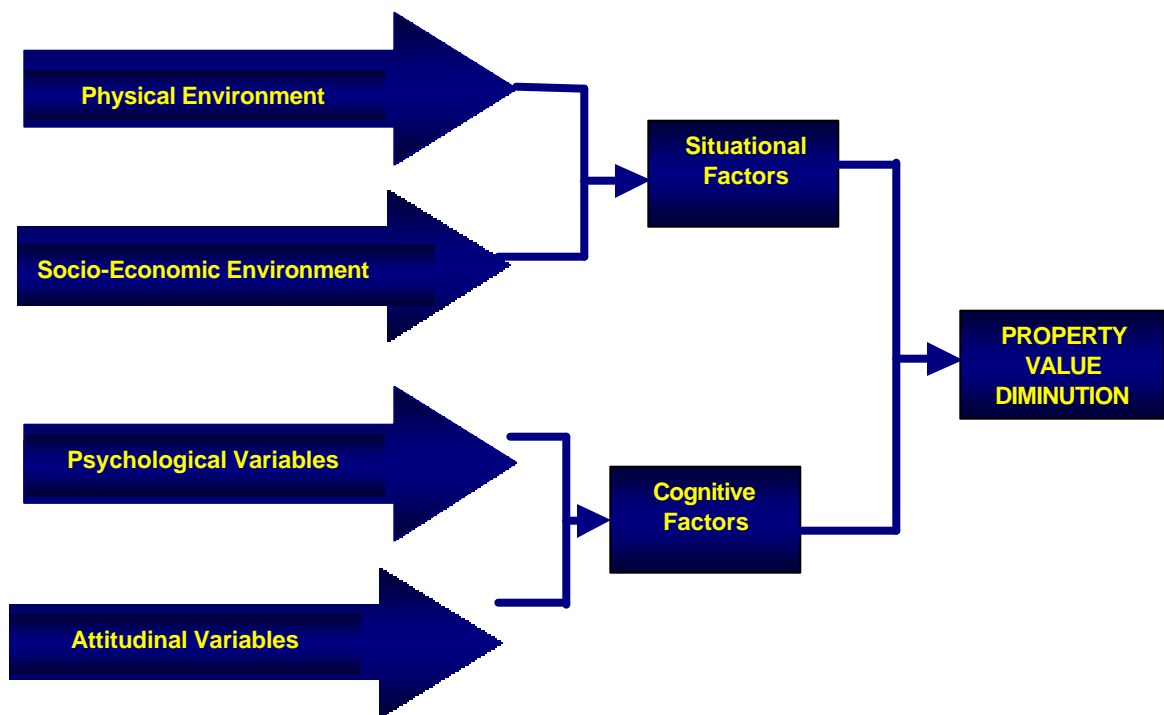 Physical Environment
Situational
Factors
Socio-Economic Environment
PROPERTY
VALUE
DIMINUTION
Psychological Variables
Cognitive
Factors
Attitudinal Variables